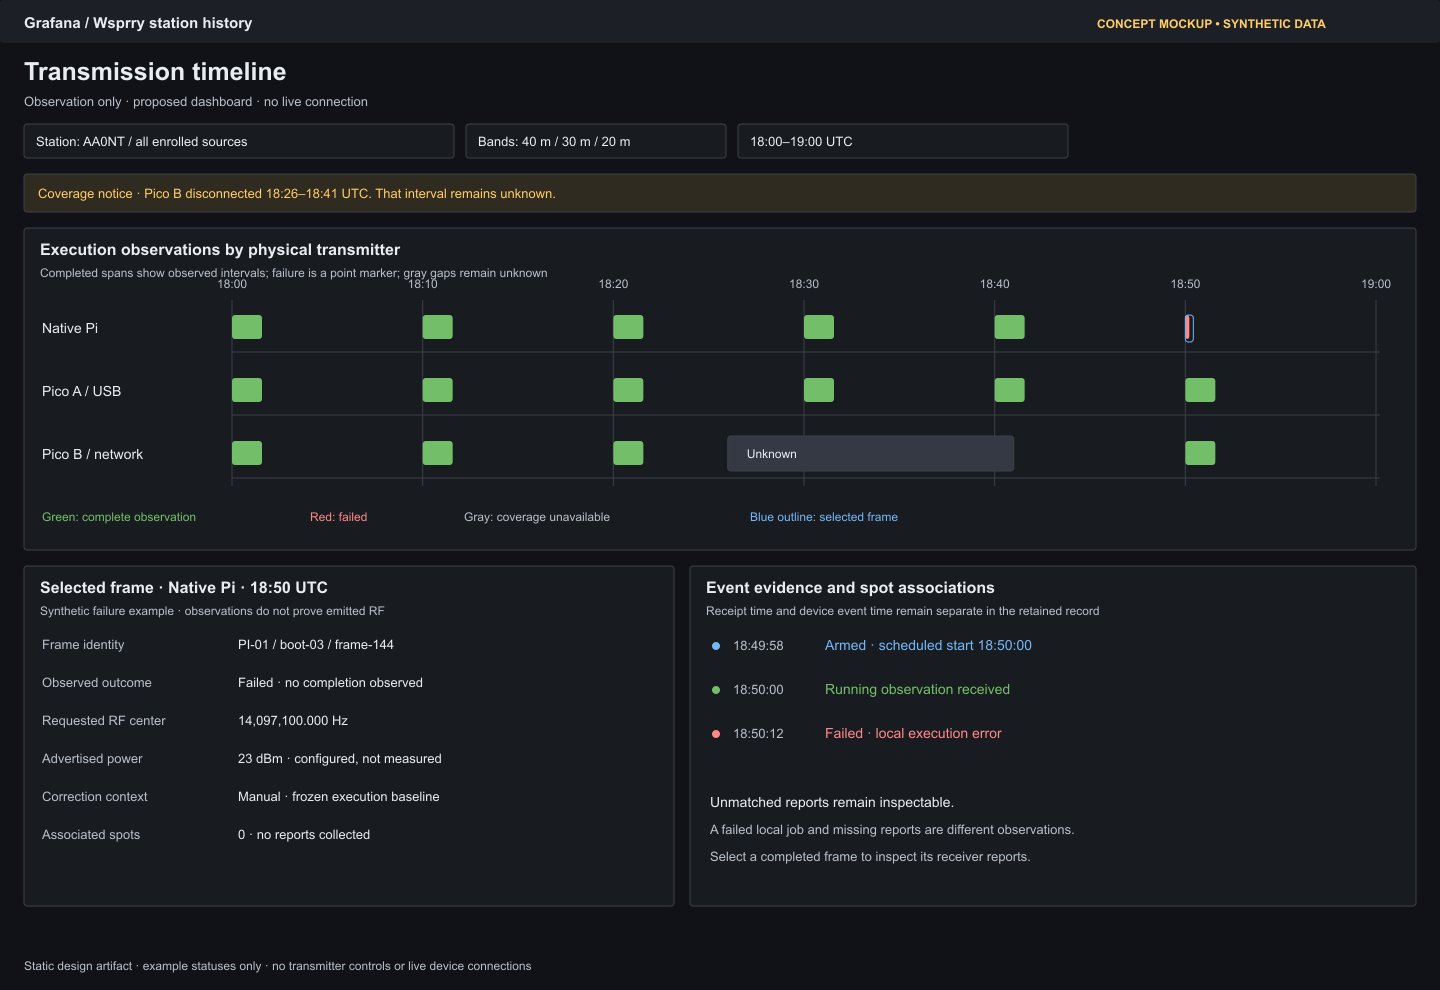 Grafana / Wsprry station history
CONCEPT MOCKUP • SYNTHETIC DATA
Transmission timeline
Observation only · proposed dashboard · no live connection
Station: AA0NT / all enrolled sources
Bands: 40 m / 30 m / 20 m
18:00–19:00 UTC
Coverage notice · Pico B disconnected 18:26–18:41 UTC. That interval remains unknown.
Execution observations by physical transmitter
Completed spans show observed intervals; failure is a point marker; gray gaps remain unknown
18:00 18:10 18:20 18:30 18:40 18:50 19:00
Native Pi
Pico A / USB
Pico B / network
Unknown
Green: complete observation
Red: failed
Gray: coverage unavailable
Blue outline: selected frame
Selected frame · Native Pi · 18:50 UTC
Synthetic failure example · observations do not prove emitted RF
Frame identity PI-01 / boot-03 / frame-144
Observed outcome Failed · no completion observed
Requested RF center 14,097,100.000 Hz
Advertised power 23 dBm · configured, not measured
Correction context Manual · frozen execution baseline
Associated spots 0 · no reports collected
Event evidence and spot associations
Receipt time and device event time remain separate in the retained record
18:49:58 Armed · scheduled start 18:50:00
18:50:00 Running observation received
18:50:12 Failed · local execution error
Unmatched reports remain inspectable.
A failed local job and missing reports are different observations.
Select a completed frame to inspect its receiver reports.
Static design artifact · example statuses only · no transmitter controls or live device connections